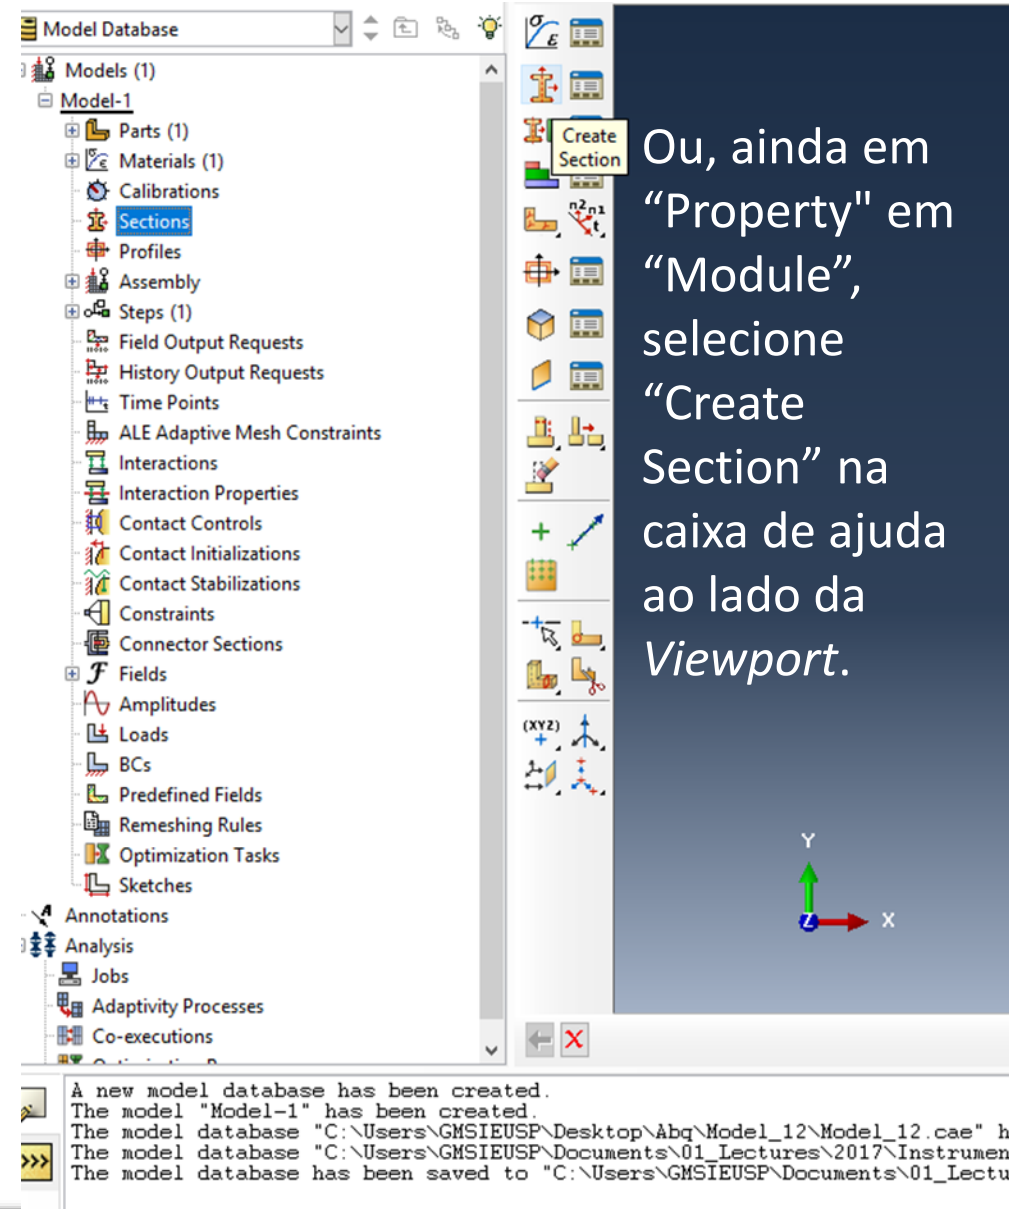 Model Database
Models (1)
Model-1
Parts (1)
Materials (1)
Calibrations
Sections
Profiles
Assembly
Steps (1)
Field Output Requests
History Output Requests
Time Points
ALE Adaptive Mesh Constraints
Interactions
Interaction Properties
Contact Controls
Contact Initializations
Contact Stabilizations
Constraints
Connector Sections
Fields
Amplitudes
Loads
BCs
Predefined Fields
Remeshing Rules
Optimization Tasks
Sketches
Annotations
Analysis
Jobs
Adaptivity Processes
Co-executions
σ
ε
Create
Section
n2 n1
t
(XYZ)
Ou, ainda em
“Property" em
“Module”,
selecione
“Create
Section” na
caixa de ajuda
ao lado da
Viewport.
Y
Z X
A new model database has been created.
The model "Model-1" has been created.
The model database "C:\Users\GMSIEUSP\Desktop\Abq\Model_12\Model_12.cae" h
The model database "C:\Users\GMSIEUSP\Documents\01_Lectures\2017\Instrumen
The model database has been saved to "C:\Users\GMSIEUSP\Documents\01_Lectu
>>>